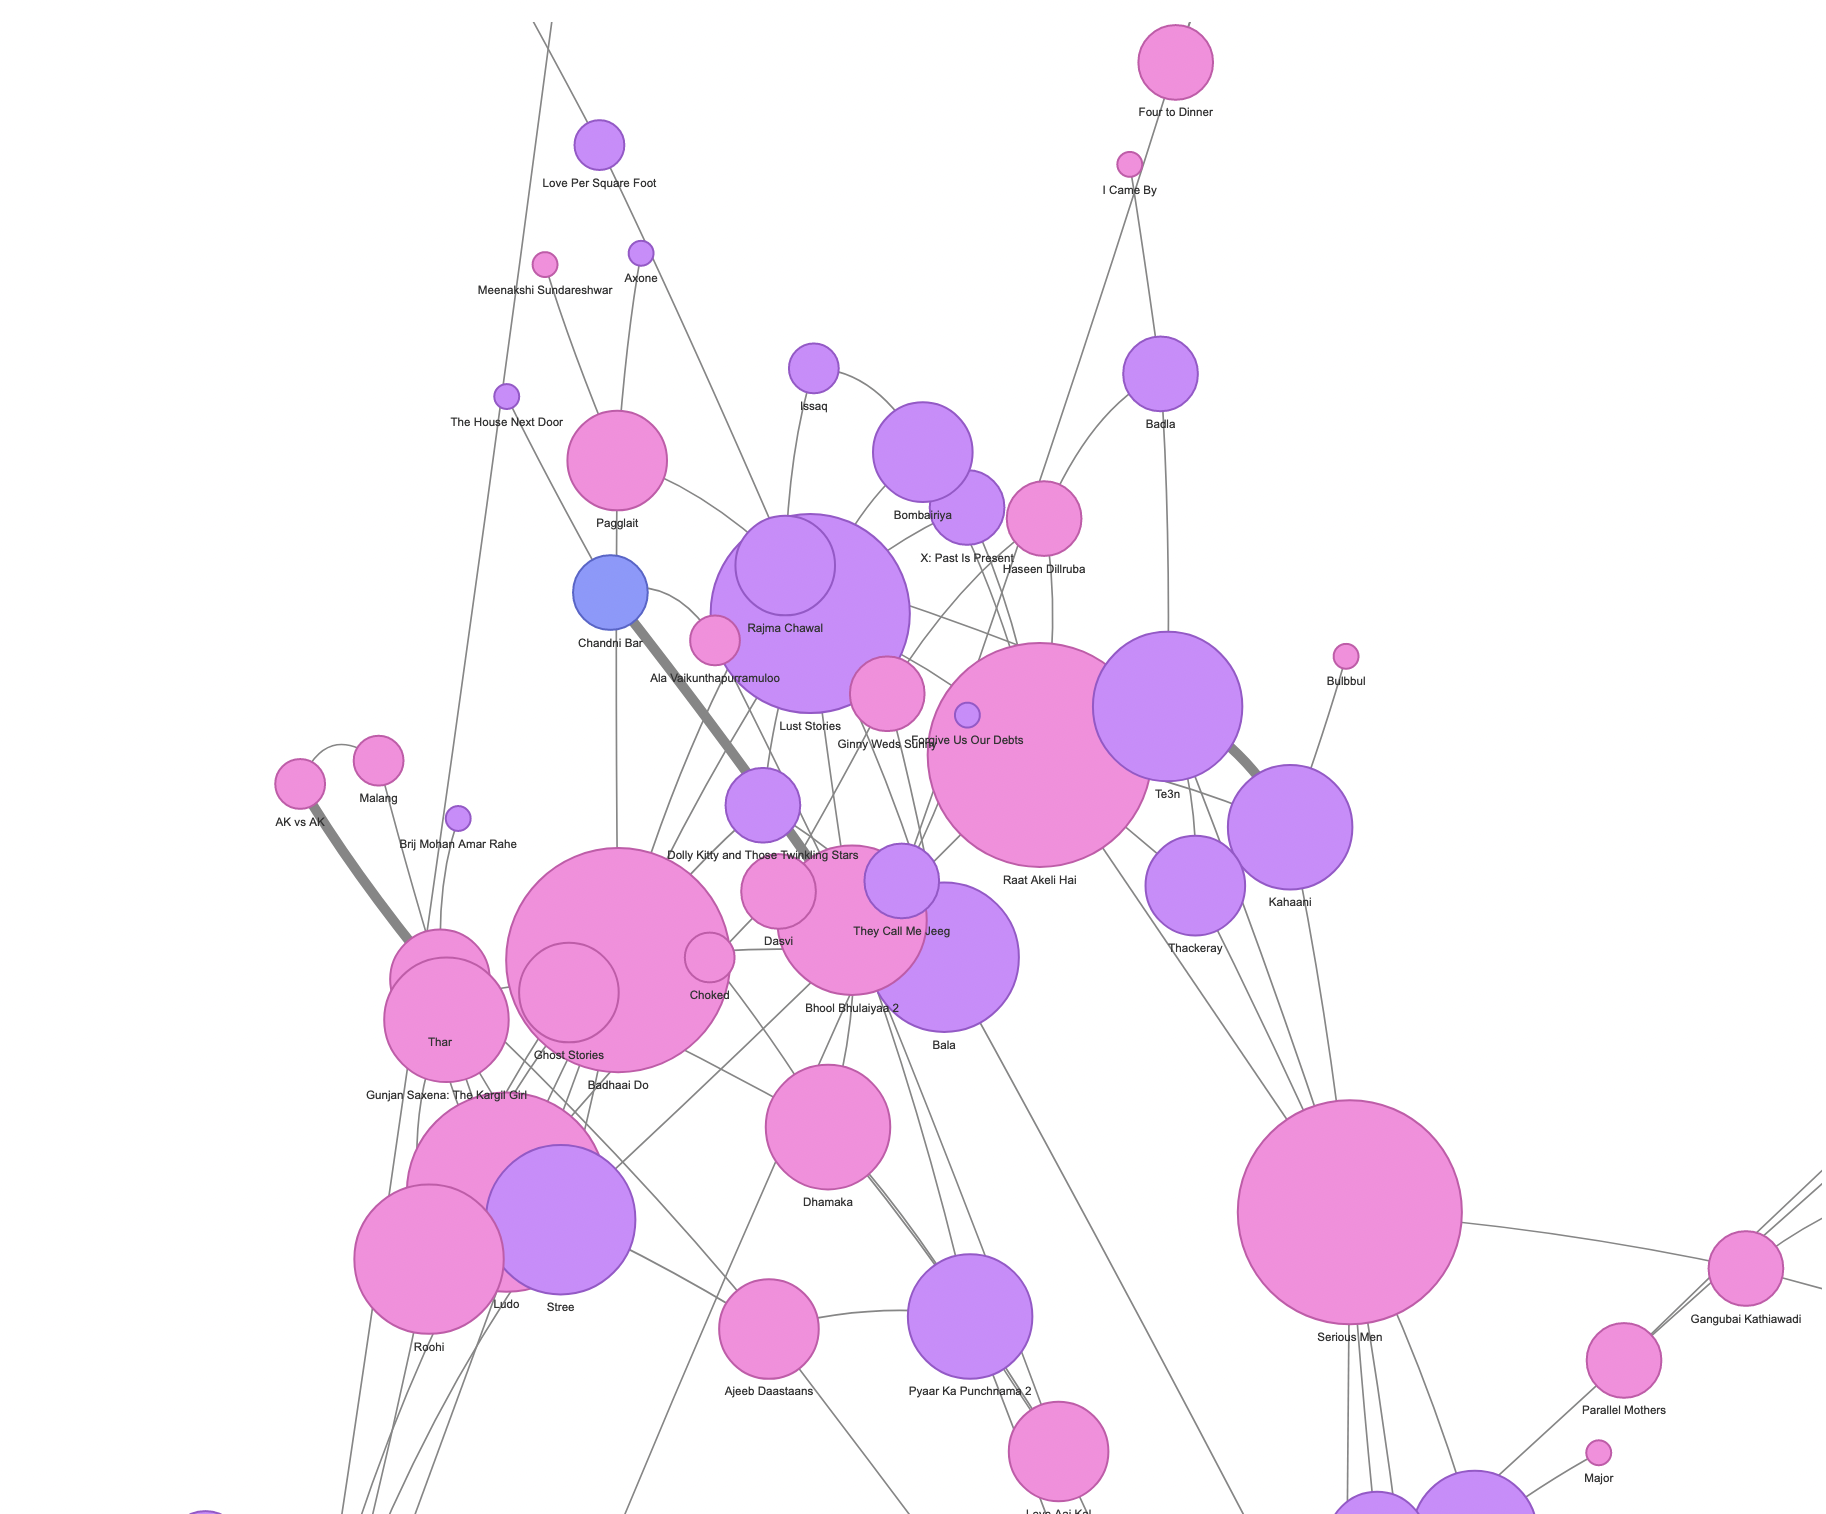 Four to Dinner
Love Per Square Foot
I Came By
Axone
Meenakshi Sundareshwar
Issaq
The House Next Door
Badla
Bombairiya
Pagglait
X: Past Is Present
Haseen Dillruba
Rajma Chawal
Chandni Bar
Ala Vaikunthapurramuloo
Bulbbul
Lust Stories
Forgive Us Our Debts
Ginny Weds Sunny
Te3n
Malang
AK vs AK
Brij Mohan Amar Rahe
Dolly Kitty and Those Twinkling Stars
Raat Akeli Hai
Kahaani
They Call Me Jeeg
Dasvi
Thackeray
Choked
Bhool Bhulaiyaa 2
Thar
Bala
Ghost Stories
Badhaai Do
Gunjan Saxena: The Kargil Girl
Dhamaka
Ludo
Stree
Gangubai Kathiawadi
Serious Men
Roohi
Ajeeb Daastaans
Pyaar Ka Punchnama 2
Parallel Mothers
Major
Love Aaj Kal